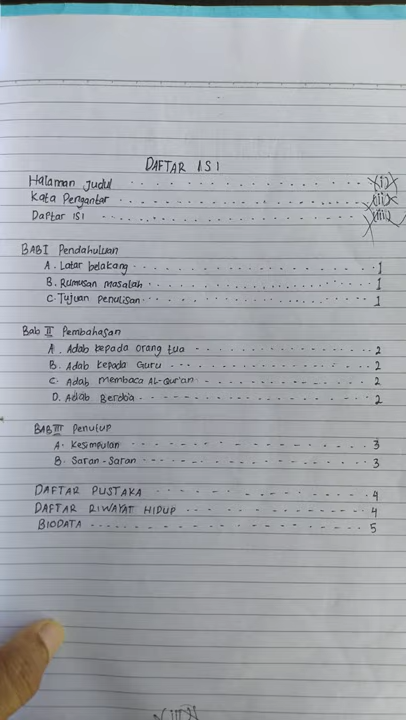 DAFTAR ISI
Halaman Judul .................... (i)
Kata Pengantar .................... (ii)
Daftar ISI .................... (iii)
BAB I Pendahuluan
A. Latar belakang .................... 1
B. Rumusan Masalah .................... 1
C. Tujuan penulisan .................... 1
Bab II Pembahasan
A. Adab kepada orang tua .................... 2
B. Adab kepada Guru .................... 2
C. Adab membaca AL-Qur'an .................... 2
D. Adab Berdo'a .................... 2
BAB III Penutup
A. Kesimpulan .................... 3
B. Saran-Saran .................... 3
DAFTAR PUSTAKA .................... 4
DAFTAR RIWAYAT HIDUP .................... 4
BIODATA .................... 5
(iii)